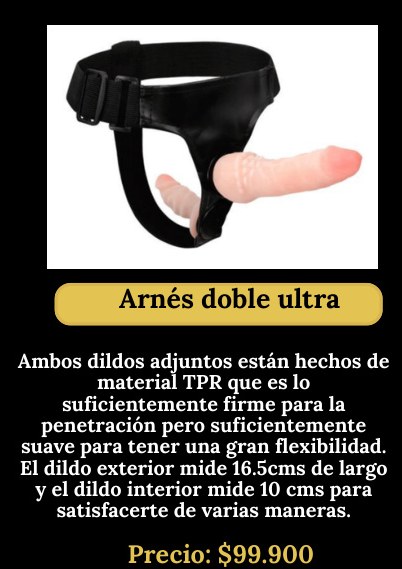 Arnés doble ultra
Ambos dildos adjuntos están hechos de
material TPR que es lo
suficientemente firme para la
penetración pero suficientemente
suave para tener una gran flexibilidad.
El dildo exterior mide 16.5cms de largo
y el dildo interior mide 10 cms para
satisfacerte de varias maneras.
Precio: $99.900